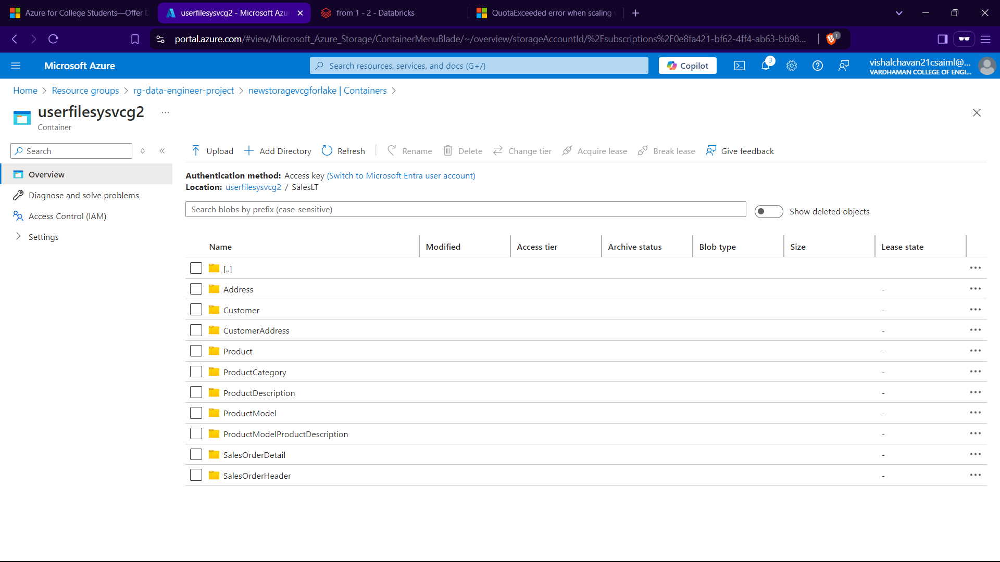 Azure for College Students—Offer D
userfilesysvcg2 - Microsoft Azu
from 1 - 2 - Databricks
QuotaExceeded error when scaling
portal.azure.com/#view/Microsoft_Azure_Storage/ContainerMenuBlade/~/overview/storageAccountId/%2Fsubscriptions%2F0e8fa421-bf62-4ff4-ab63-bb98...
1
Microsoft Azure
Search resources, services, and docs (G+/)
Copilot
3
vishalchavan21csaiml@...
VARDHAMAN COLLEGE OF ENGI...
Home > Resource groups > rg-data-engineer-project > newstoragevcgforlake | Containers >
userfilesysvcg2 ...
Container
Search
Overview
Diagnose and solve problems
Access Control (IAM)
Settings
Upload Add Directory Refresh Rename Delete Change tier Acquire lease Break lease Give feedback
Authentication method: Access key (Switch to Microsoft Entra user account)
Location: userfilesysvcg2 / SalesLT
Search blobs by prefix (case-sensitive)
Show deleted objects
Name Modified Access tier Archive status Blob type Size Lease state
[..]
Address -
Customer -
CustomerAddress -
Product -
ProductCategory -
ProductDescription -
ProductModel -
ProductModelProductDescription -
SalesOrderDetail -
SalesOrderHeader -